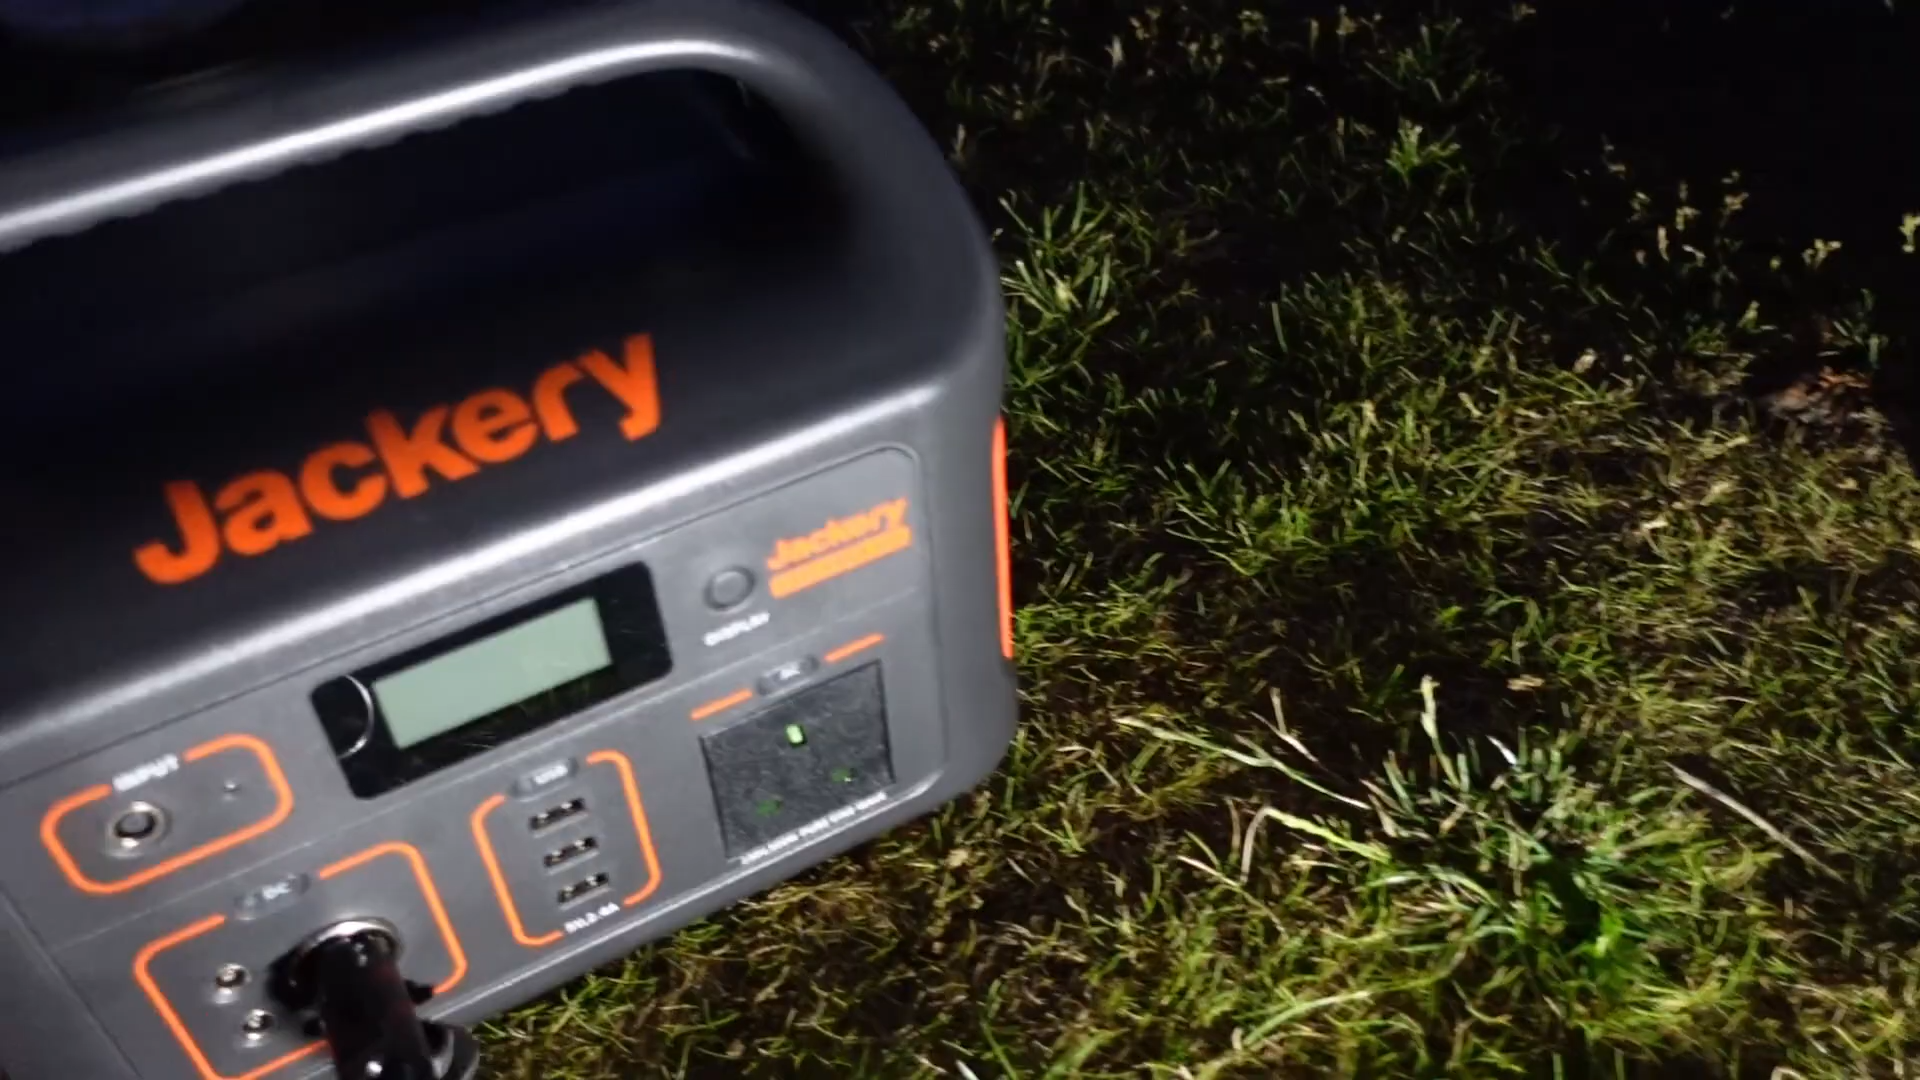 Jackery
Jackery
DISPLAY
AC
INPUT
USB
DC